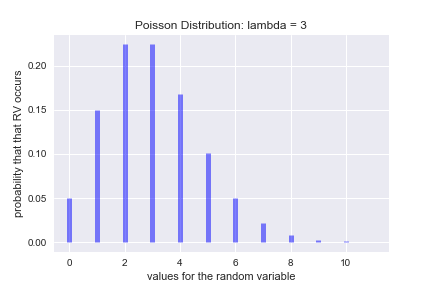 Poisson Distribution: lambda = 3
probability that that RV occurs
0.20
0.15
0.10
0.05
0.00
0 2 4 6 8 10
values for the random variable